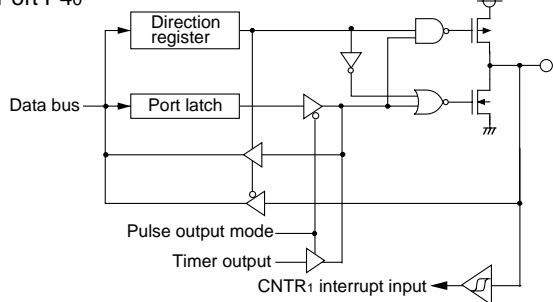 Port P40
Direction
register
Data bus
Port latch
Pulse output mode
Timer output
CNTR1 interrupt input